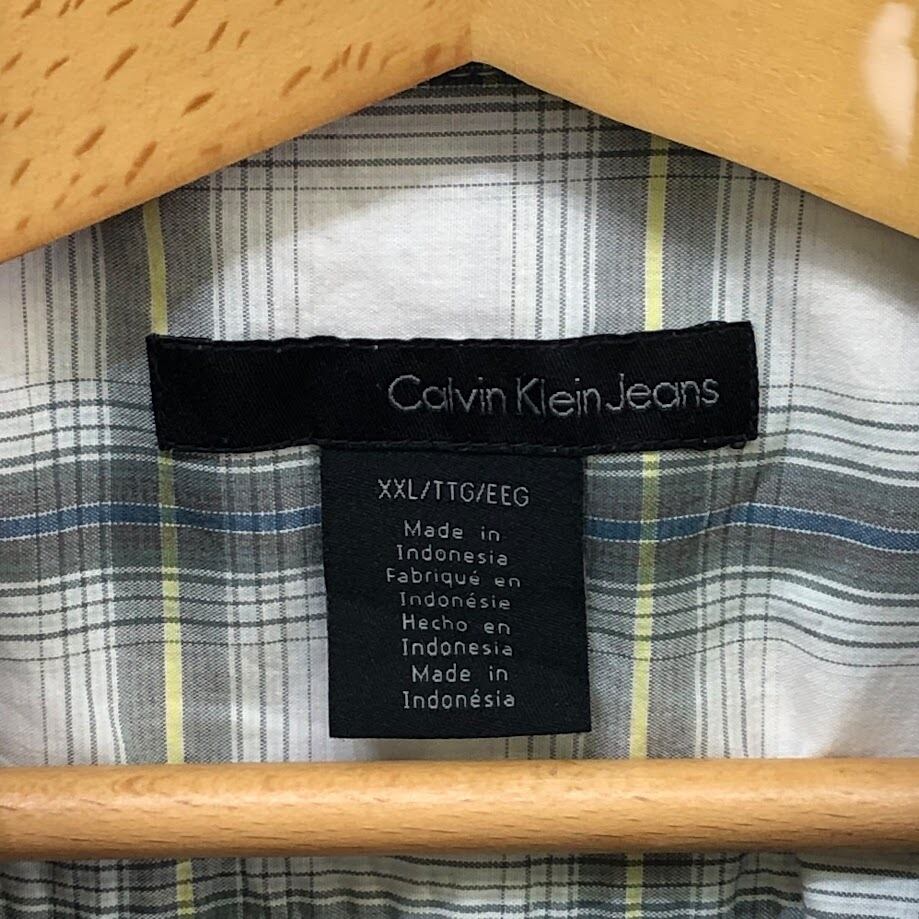 Calvin Klein Jeans
XXL/TTG/EEG
Made in
Indonesia
Fabriqué en
Indonésie
Hecho en
Indonesia
Made in
Indonésia